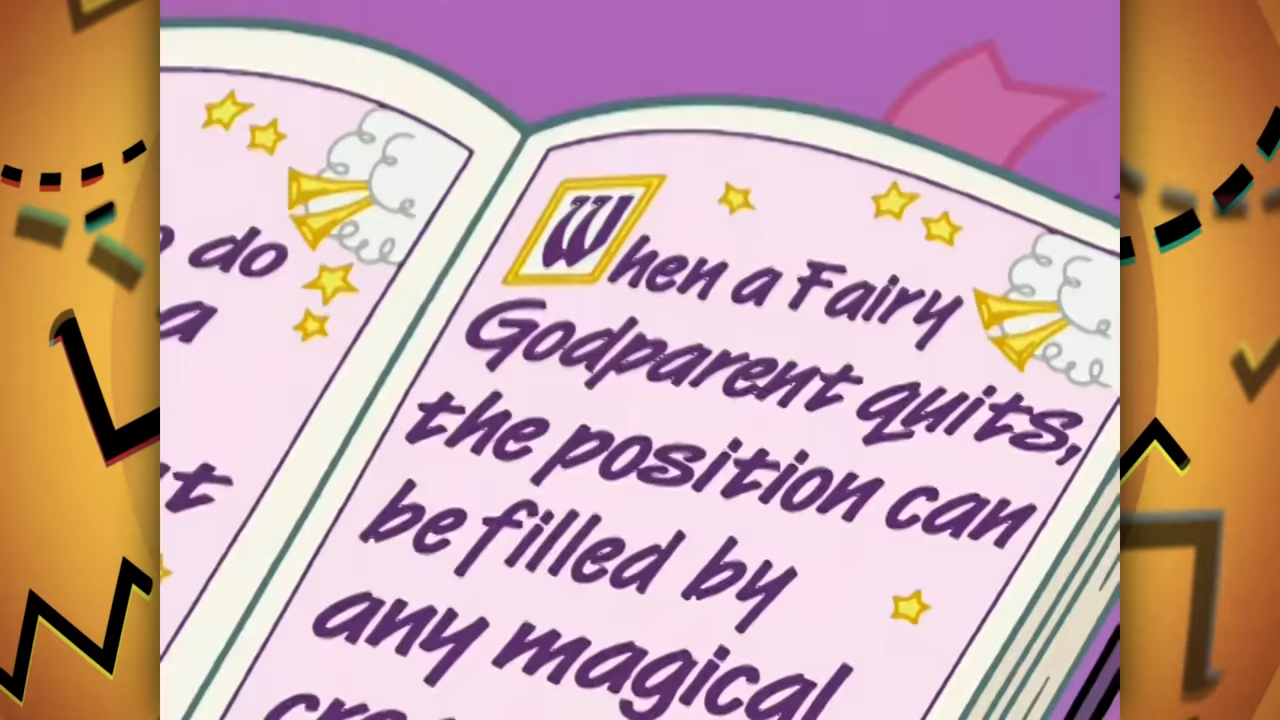 do
a
When a Fairy
Godparent quits,
the position can
be filled by
any magical